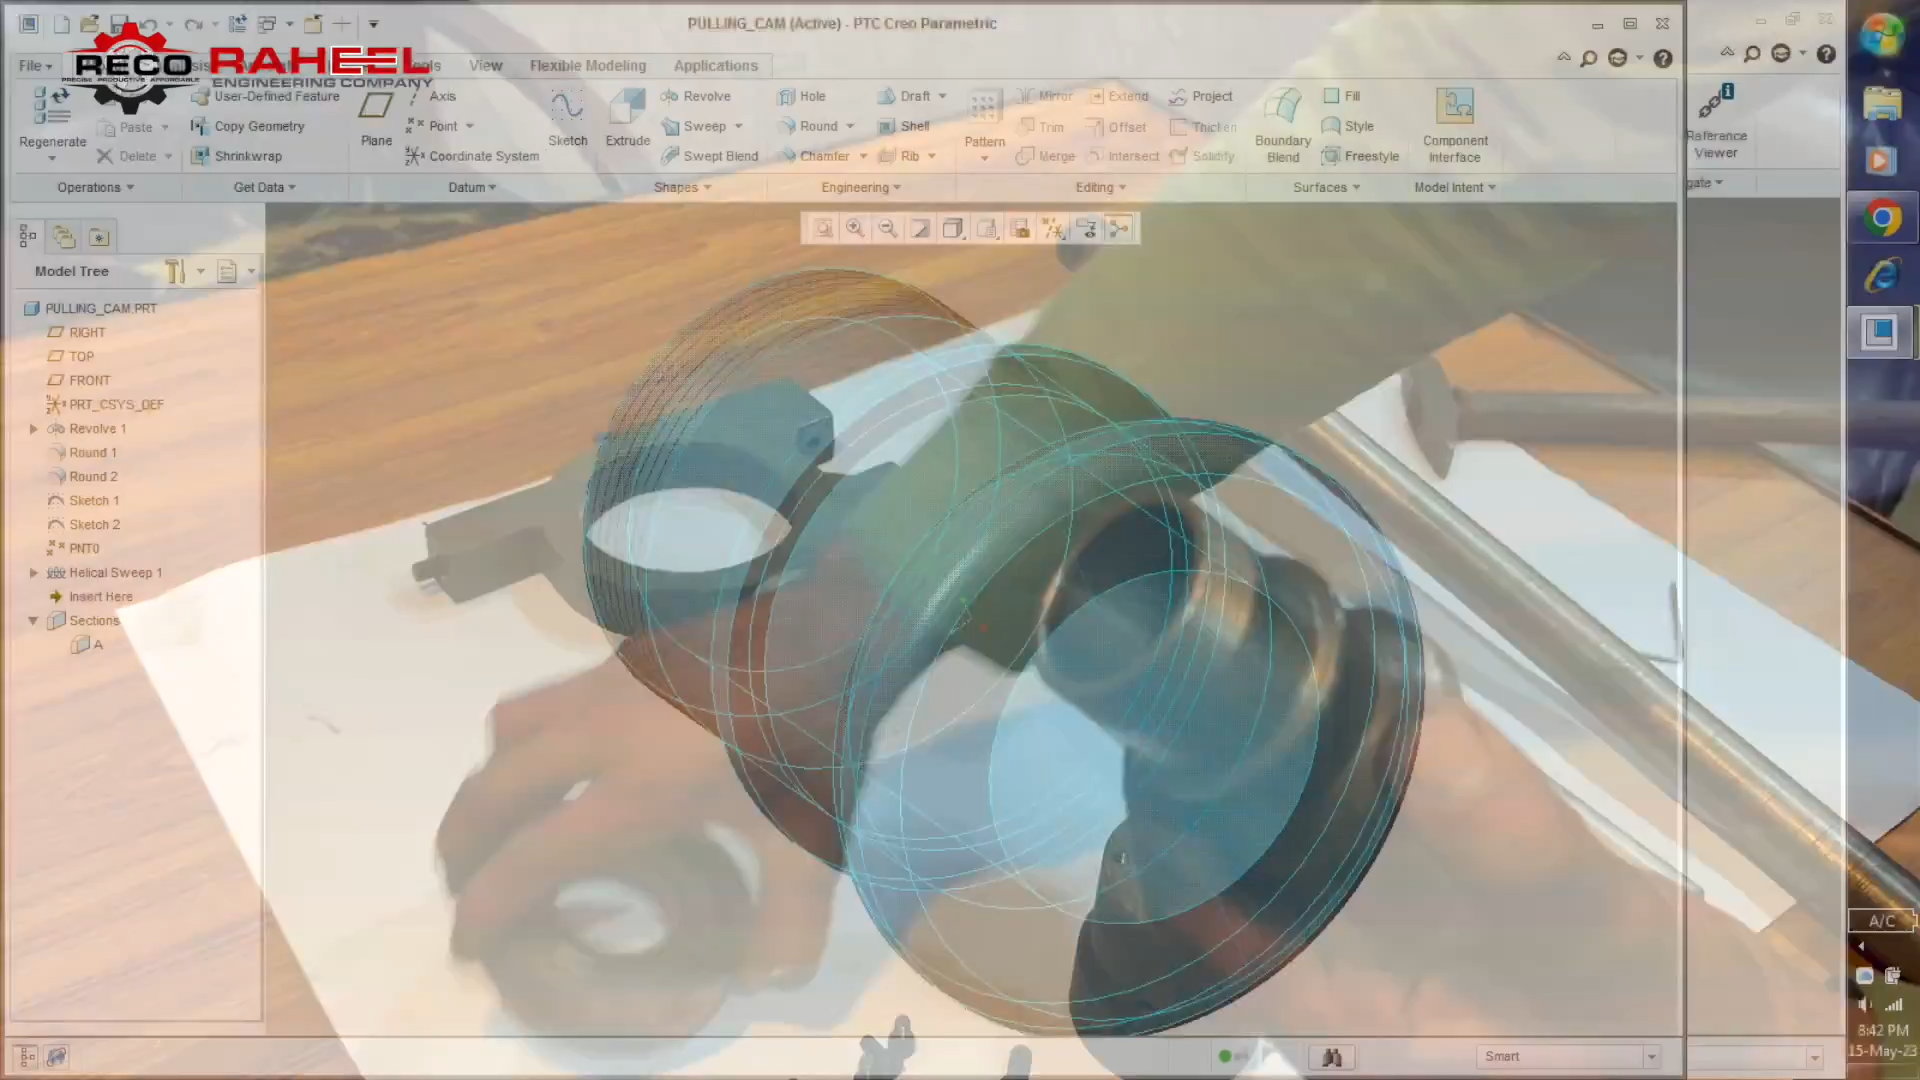 PULLING_CAM (Active) - PTC Creo Parametric
RECO RAHEEL
PRECISE PRODUCTIVE AFFORDABLE
ENGINEERING COMPANY
File
View
Flexible Modeling
Applications
Regenerate
Paste
Delete
User-Defined Feature
Copy Geometry
Shrinkwrap
Plane
Axis
Point
Coordinate System
Sketch
Extrude
Revolve
Sweep
Swept Blend
Hole
Round
Chamfer
Draft
Shell
Rib
Pattern
Mirror
Trim
Merge
Extend
Offset
Intersect
Project
Thicken
Solidify
Boundary
Blend
Fill
Style
Freestyle
Component
Interface
Reference
Viewer
Operations
Get Data
Datum
Shapes
Engineering
Editing
Surfaces
Model Intent
gate
Model Tree
PULLING_CAM.PRT
RIGHT
TOP
FRONT
PRT_CSYS_DEF
Revolve 1
Round 1
Round 2
Sketch 1
Sketch 2
PNT0
Helical Sweep 1
Insert Here
Sections
A
Smart
A/C
8:42 PM
15-May-23